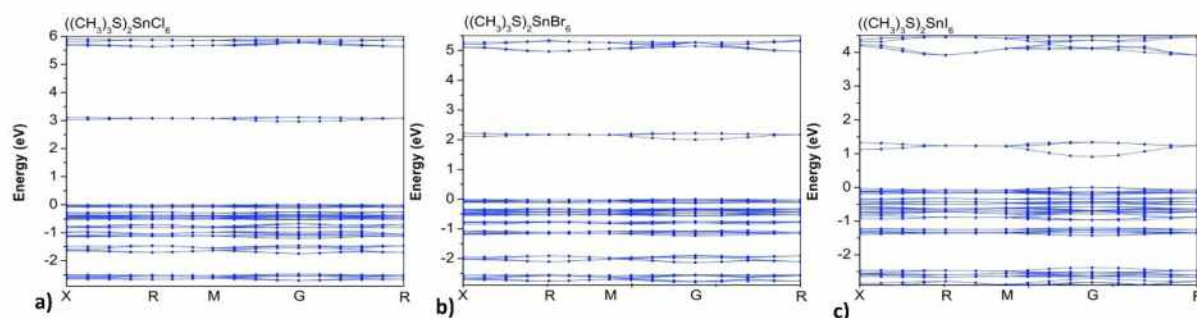 ((CH₃)₃S)₂SnCl₆
6
5
4
3
2
1
0
-1
-2
Energy (eV)
X R M G R
a)
((CH₃)₃S)₂SnBr₆
5
4
3
2
1
0
-1
-2
Energy (eV)
X R M G R
b)
((CH₃)₃S)₂SnI₆
4
3
2
1
0
-1
-2
Energy (eV)
X R M G R
c)